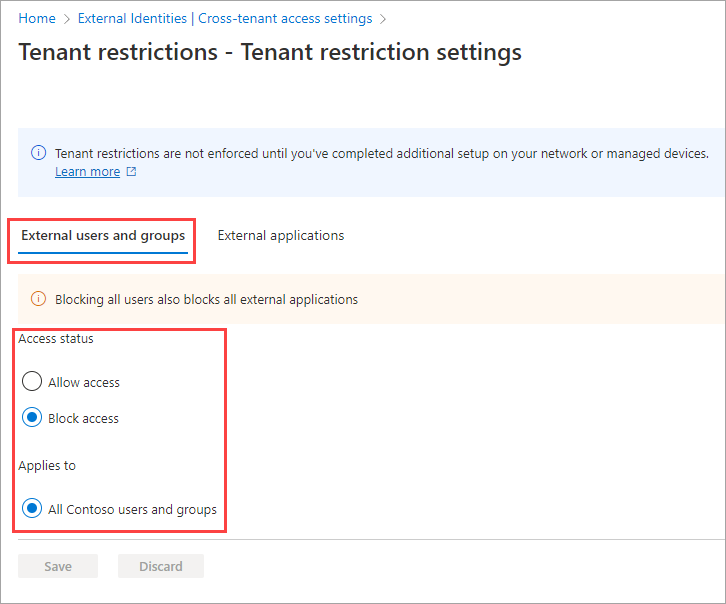 Home > External Identities | Cross-tenant access settings >
Tenant restrictions - Tenant restriction settings
Tenant restrictions are not enforced until you've completed additional setup on your network or managed devices.
Learn more
External users and groups External applications
Blocking all users also blocks all external applications
Access status
Allow access
Block access
Applies to
All Contoso users and groups
Save Discard